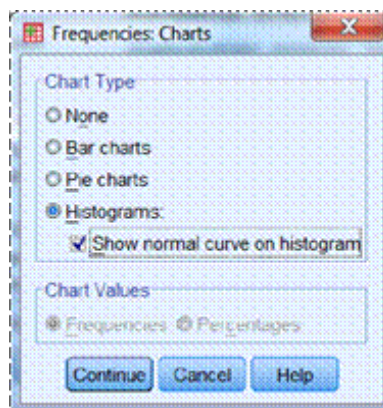 Frequencies: Charts
Chart Type
None
Bar charts
Pie charts
Histograms:
Show normal curve on histogram
Chart Values
Frequencies Percentages
Continue Cancel Help